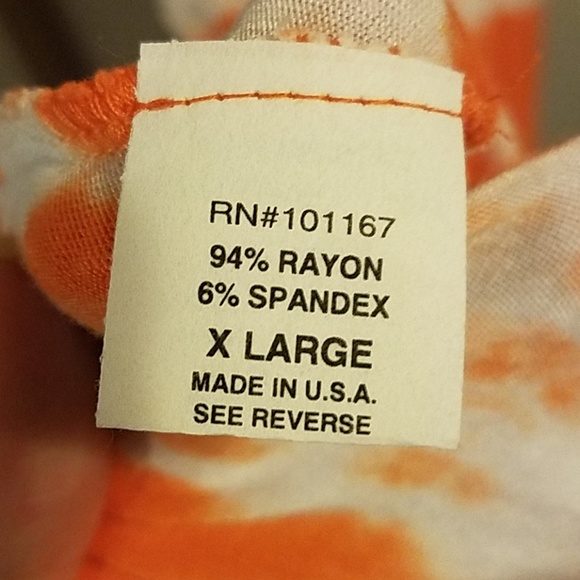 RN#101167
94% RAYON
6% SPANDEX
X LARGE
MADE IN U.S.A.
SEE REVERSE